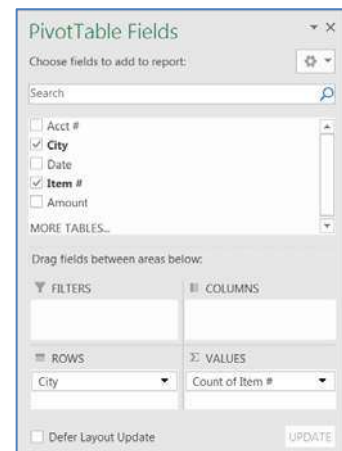 PivotTable Fields
Choose fields to add to report:
Search
Acct #
City
Date
Item #
Amount
MORE TABLES...
Drag fields between areas below:
FILTERS
COLUMNS
ROWS
Σ VALUES
City
Count of Item #
Defer Layout Update
UPDATE